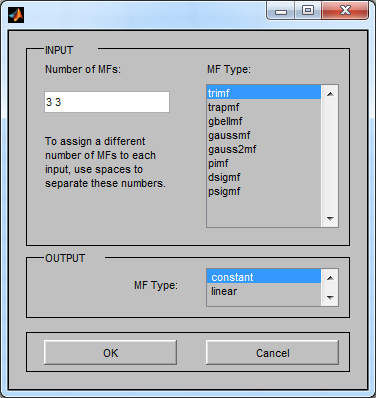 INPUT
Number of MFs:
MF Type:
3 3
To assign a different
number of MFs to each
input, use spaces to
separate these numbers.
trimf
trapmf
gbellmf
gaussmf
gauss2mf
pimf
dsigmf
psigmf
OUTPUT
MF Type:
constant
linear
OK
Cancel